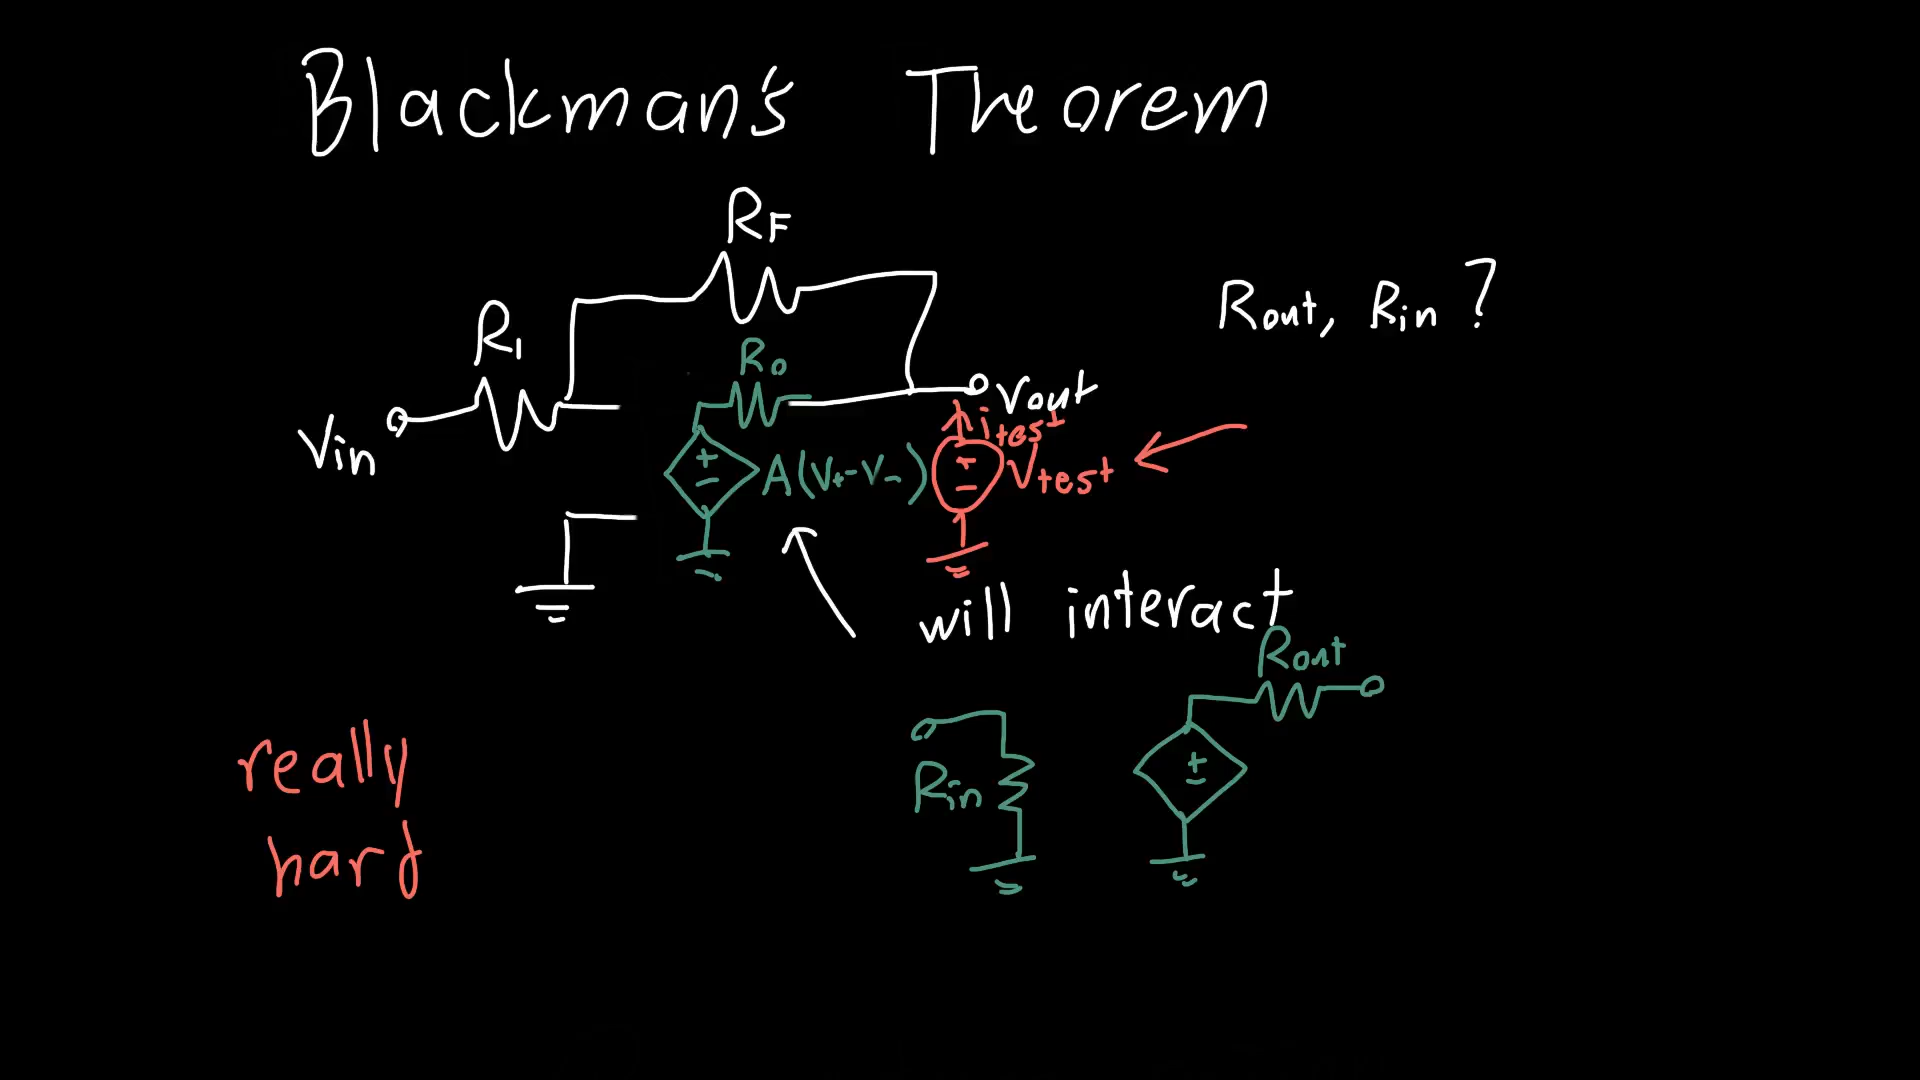 Blackman's Theorem
RF
R1
Rout, Rin ?
Ro
Vin
Vout
itest
+
-
A(V+-V-)
+
-
Vtest
will interact
Rout
really
hard
Rin
+
-